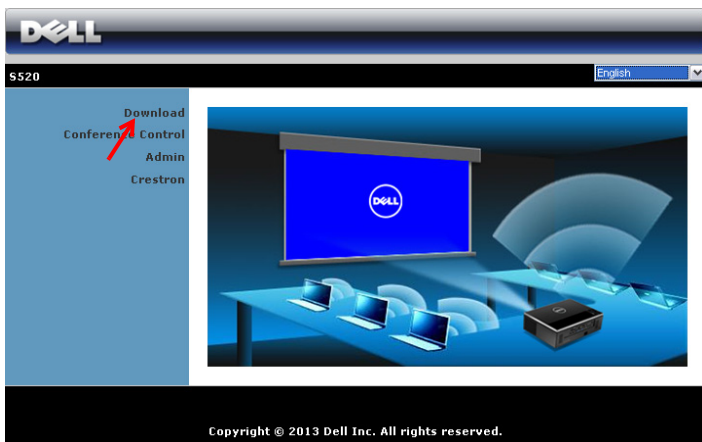 DELL
S520
English
Download
Conference Control
Admin
Crestron
DELL
Copyright © 2013 Dell Inc. All rights reserved.